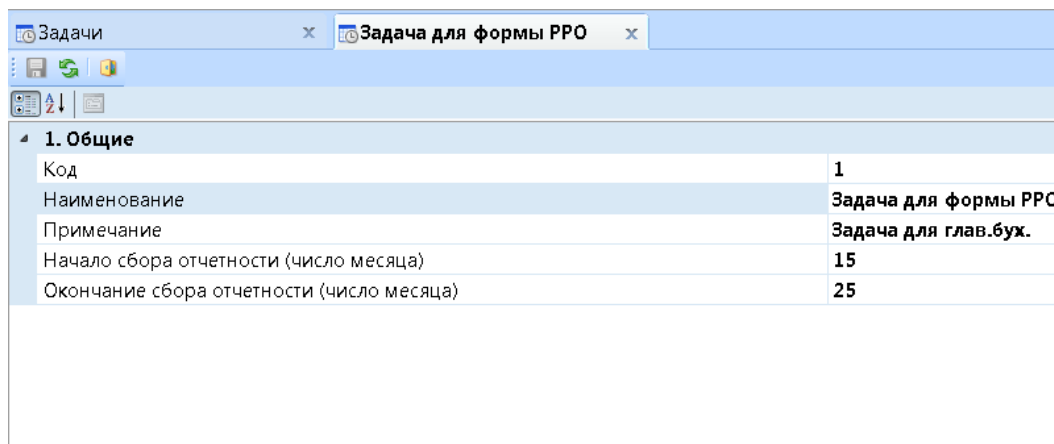 Задачи
Задача для формы РРО
1. Общие
Код 1
Наименование Задача для формы РРО
Примечание Задача для глав.бух.
Начало сбора отчетности (число месяца) 15
Окончание сбора отчетности (число месяца) 25